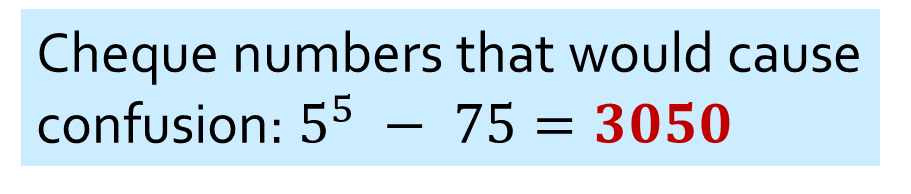 Cheque numbers that would cause
confusion: 5⁵ − 75 = 3050